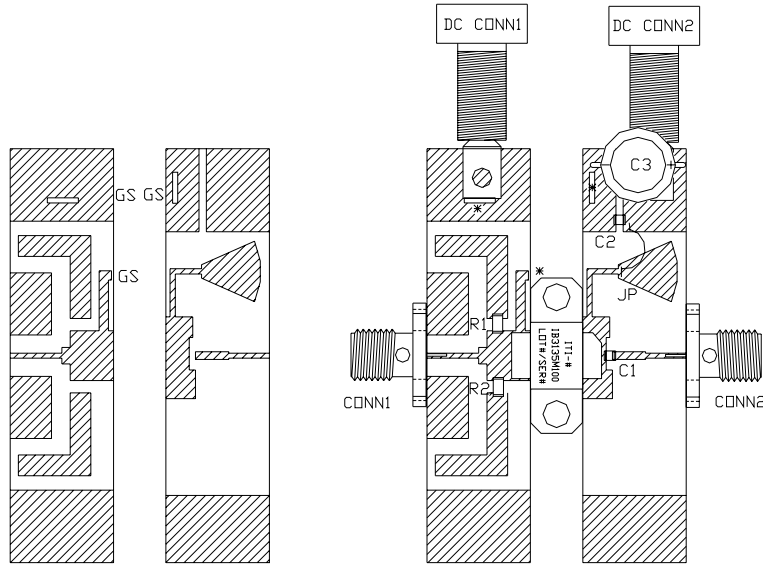 DC CONN1
DC CONN2
C3
GS GS
*
*
C2
GS
*
JP
R1
ITI-#
IB3135M100
LOT#/SER#
C1
R2
CONN1
CONN2